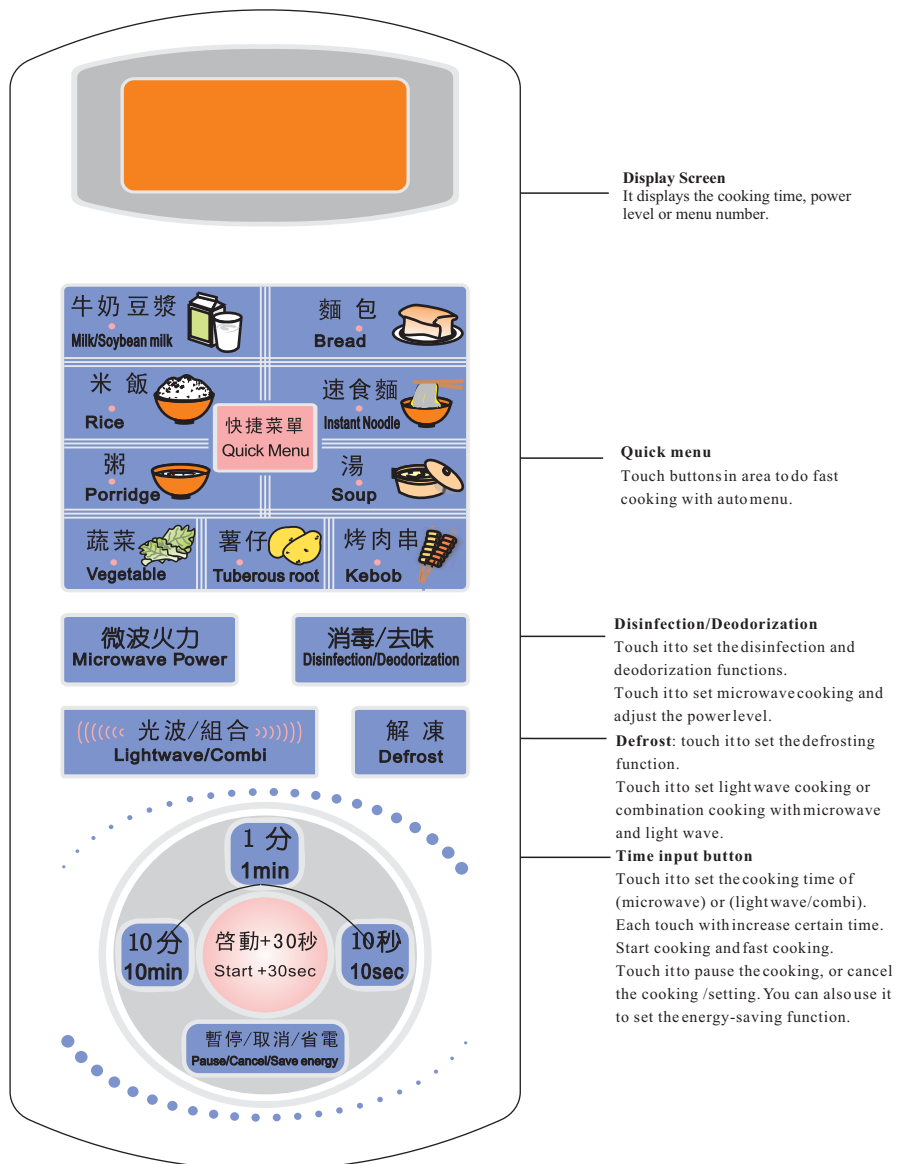 Display Screen
It displays the cooking time, power
level or menu number.
牛奶豆漿
Milk/Soybean milk
麵 包
Bread
米 飯
Rice
速食麵
Instant Noodle
快捷菜單
Quick Menu
粥
Porridge
湯
Soup
蔬菜
Vegetable
薯仔
Tuberous root
烤肉串
Kebob
Quick menu
Touch buttons in area to do fast
cooking with auto menu.
微波火力
Microwave Power
消毒/去味
Disinfection/Deodorization
光波/組合
Lightwave/Combi
解 凍
Defrost
Disinfection/Deodorization
Touch it to set the disinfection and
deodorization functions.
Touch it to set microwave cooking and
adjust the power level.
Defrost: touch it to set the defrosting
function.
Touch it to set light wave cooking or
combination cooking with microwave
and light wave.
1 分
1min
10分
10min
啓動+30秒
Start +30sec
10秒
10sec
暫停/取消/省電
Pause/Cancel/Save energy
Time input button
Touch it to set the cooking time of
(microwave) or (light wave/combi).
Each touch with increase certain time.
Start cooking and fast cooking.
Touch it to pause the cooking, or cancel
the cooking /setting. You can also use it
to set the energy-saving function.